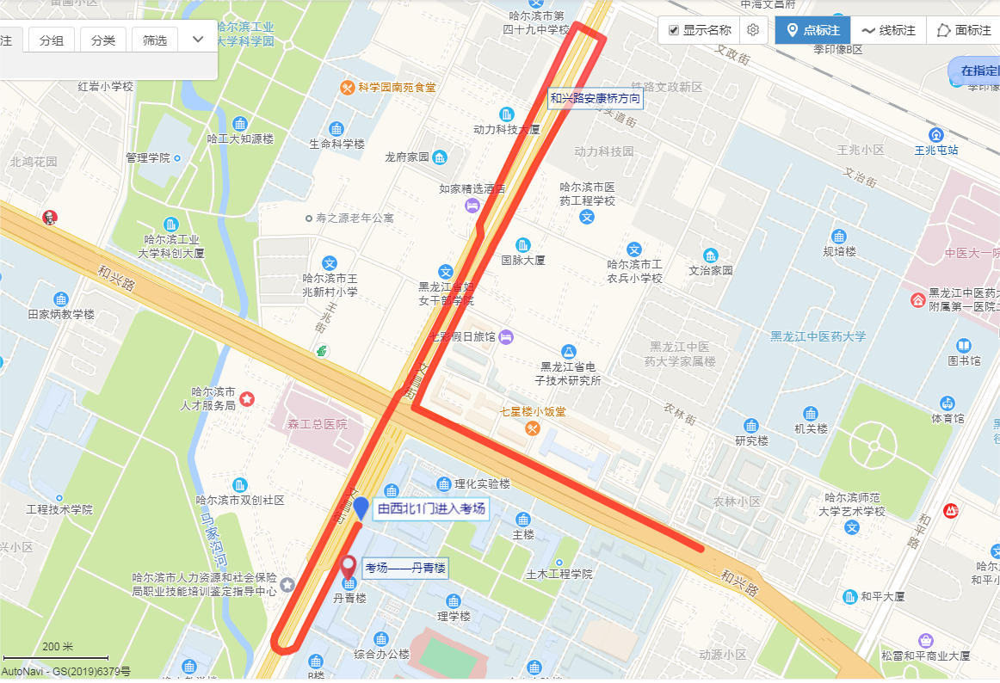 哈尔滨市第
四十九中学校
中海文昌府
哈尔滨工业
大学科学园
注
分组
分类
筛选
显示名称
点标注
线标注
面标注
文政街
季印像B区
在指定
季印像
红岩小学校
科学园南苑食堂
和兴路安康桥方向
铁路文政新区
头道街
哈工大知源楼
生命科学楼
动力科技大厦
王兆屯站
管理学院
龙府家园
动力科技园
王兆小区
北鸿花园
文治街
如家精选酒店
哈尔滨市医
药工程学校
寿之源老年公寓
哈尔滨工业
大学科创大厦
国脉大厦
哈尔滨市工
农兵小学校
文治家园
规培楼
中医大一院
和兴路
哈尔滨市王
兆新村小学
黑龙江省妇
女干部学院
田家炳教学楼
王兆街
黑龙江中医药大
附属第一医院二
七彩假日旅馆
黑龙江中医药大学
黑龙江中医
药大学家属楼
图书馆
黑龙江省电
子技术研究所
文昌街
哈尔滨市
人才服务局
森工总医院
七星楼小饭堂
农林街
体育馆
机关楼
研究楼
理化实验楼
哈尔滨市双创社区
文昌街
由西北1门进入考场
农林小区
哈尔滨师范
大学艺术学校
工程技术学院
主楼
马家沟河
和平路
兴小区
考场——丹青楼
土木工程学院
哈尔滨市人力资源和社会保险
局职业技能培训鉴定指导中心
丹青楼
和兴路
和平大厦
哈
和平小
理学楼
200 米
综合办公楼
动源小区
松雷和平商业大厦
AutoNavi - GS(2019)6379号
B楼